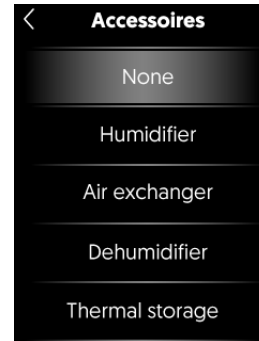 Accessoires
None
Humidifier
Air exchanger
Dehumidifier
Thermal storage